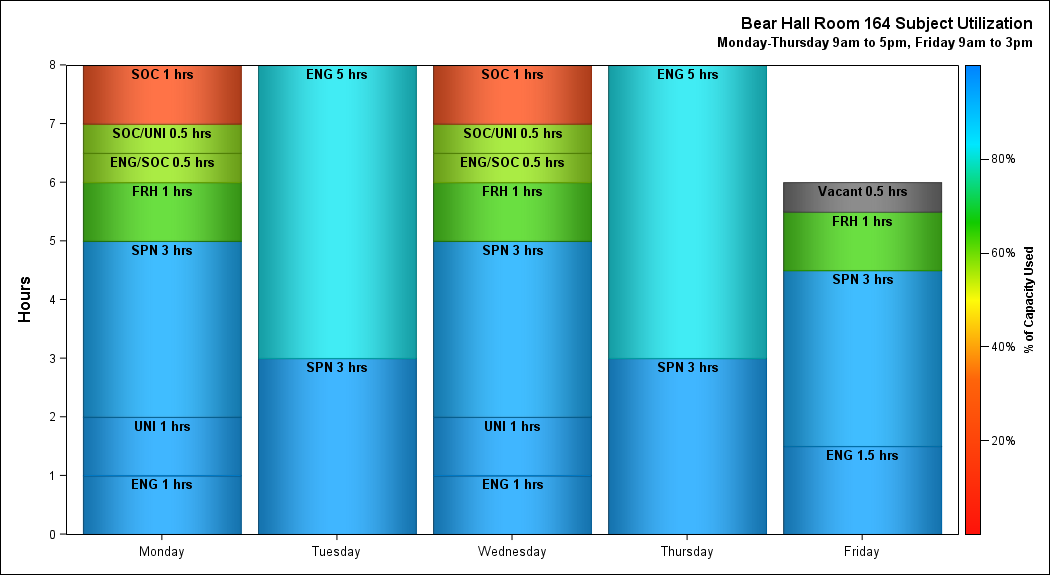 Bear Hall Room 164 Subject Utilization
Monday-Thursday 9am to 5pm, Friday 9am to 3pm
Hours
8
7
6
5
4
3
2
1
0
SOC 1 hrs
SOC/UNI 0.5 hrs
ENG/SOC 0.5 hrs
FRH 1 hrs
SPN 3 hrs
UNI 1 hrs
ENG 1 hrs
ENG 5 hrs
SPN 3 hrs
SOC 1 hrs
SOC/UNI 0.5 hrs
ENG/SOC 0.5 hrs
FRH 1 hrs
SPN 3 hrs
UNI 1 hrs
ENG 1 hrs
ENG 5 hrs
SPN 3 hrs
Vacant 0.5 hrs
FRH 1 hrs
SPN 3 hrs
ENG 1.5 hrs
Monday
Tuesday
Wednesday
Thursday
Friday
80%
60%
40%
20%
% of Capacity Used